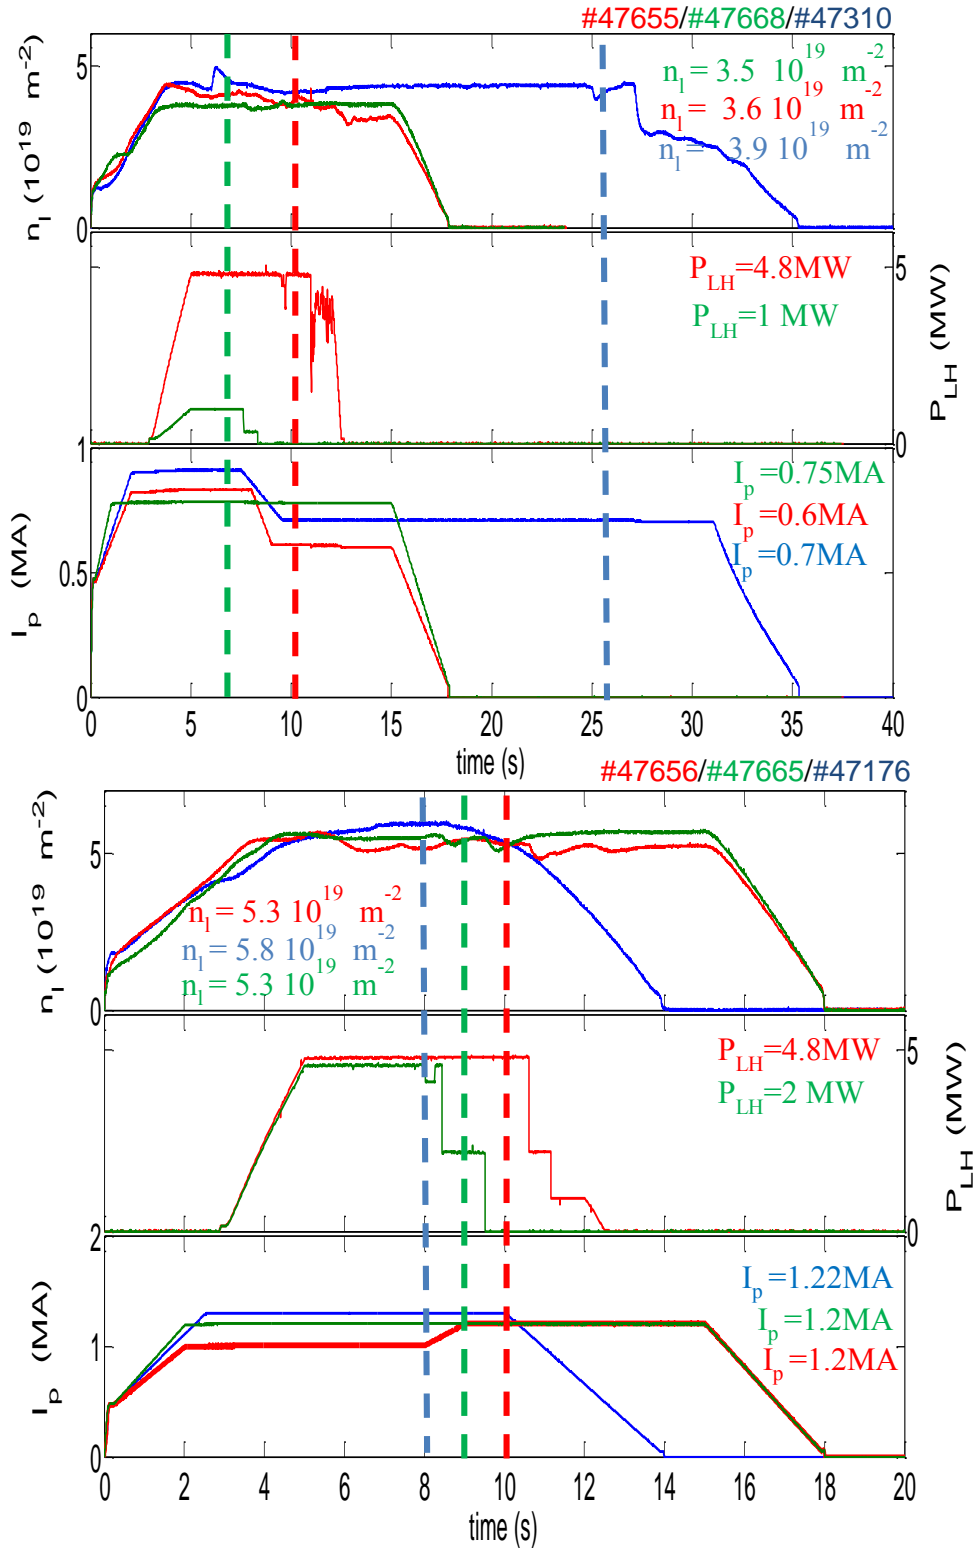 #47655/#47668/#47310
n_l (10^19 m^-2)
5
0
n_l = 3.5 10^19 m^-2
n_l = 3.6 10^19 m^-2
n_l = 3.9 10^19 m^-2
P_LH=4.8MW
P_LH=1 MW
5
0
P_LH (MW)
1
0.5
0
I_p (MA)
I_p=0.75MA
I_p=0.6MA
I_p=0.7MA
0 5 10 15 20 25 30 35 40
time (s)
#47656/#47665/#47176
n_l (10^19 m^-2)
5
0
n_l = 5.3 10^19 m^-2
n_l = 5.8 10^19 m^-2
n_l = 5.3 10^19 m^-2
P_LH=4.8MW
P_LH=2 MW
5
0
P_LH (MW)
2
1
0
I_p (MA)
I_p=1.22MA
I_p=1.2MA
I_p=1.2MA
0 2 4 6 8 10 12 14 16 18 20
time (s)